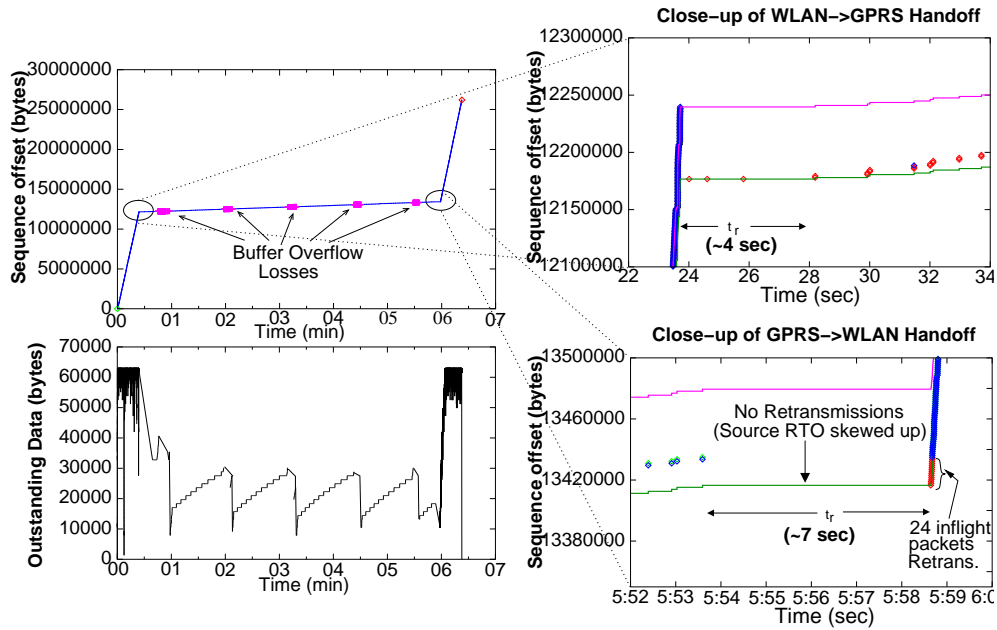 Sequence offset (bytes)
30000000
25000000
20000000
15000000
10000000
5000000
0
Buffer Overflow
Losses
00 01 02 03 04 05 06 07
Time (min)
Outstanding Data (bytes)
70000
60000
50000
40000
30000
20000
10000
0
00 01 02 03 04 05 06 07
Time (min)
Close−up of WLAN−>GPRS Handoff
Sequence offset (bytes)
12300000
12250000
12200000
12150000
12100000
t r
(~4 sec)
22 24 26 28 30 32 34
Time (sec)
Close−up of GPRS−>WLAN Handoff
Sequence offset (bytes)
13500000
13460000
13420000
13380000
No Retransmissions
(Source RTO skewed up)
t r
(~7 sec)
24 inflight
packets
Retrans.
5:52 5:53 5:54 5:55 5:56 5:57 5:58 5:59 6:0
Time (sec)